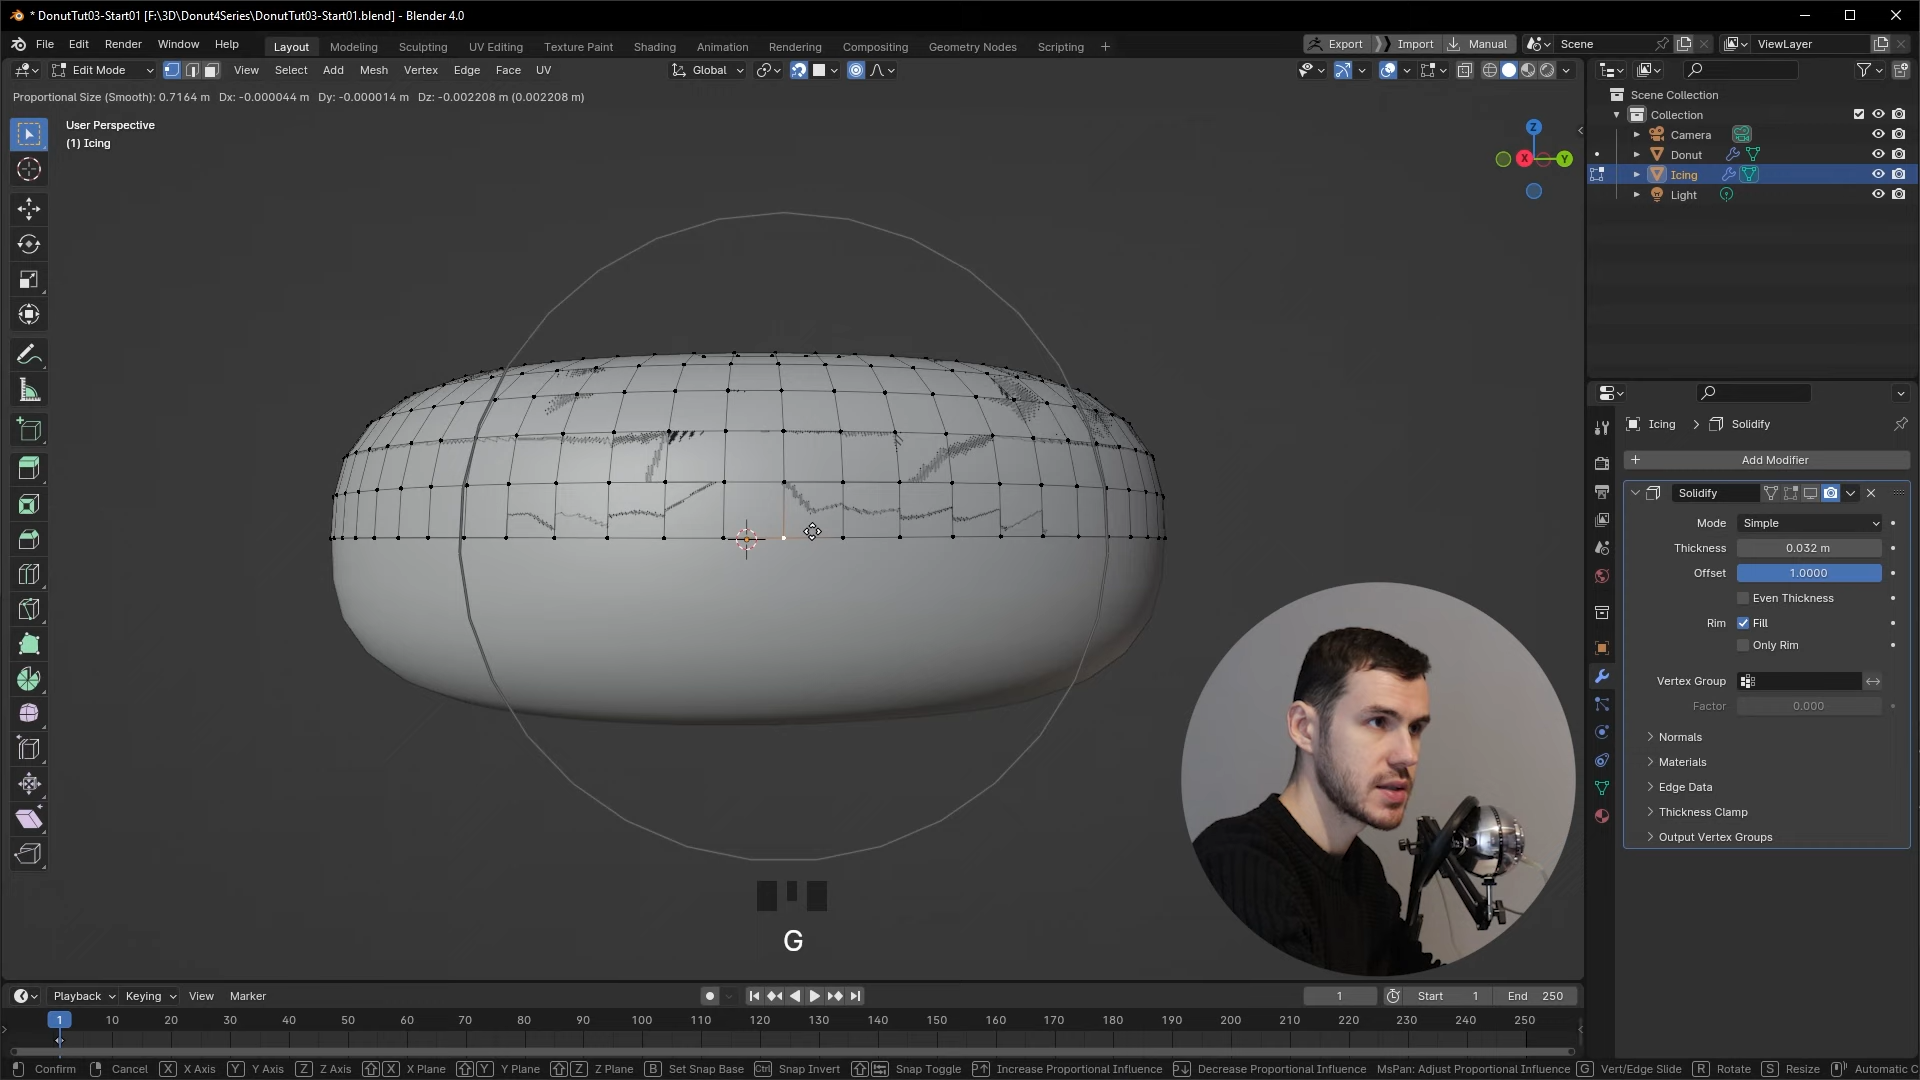 * DonutTut03-Start01 [F:\3D\Donut4Series\DonutTut03-Start01.blend] - Blender 4.0
File Edit Render Window Help Layout Modeling Sculpting UV Editing Texture Paint Shading Animation Rendering Compositing Geometry Nodes Scripting + Export Import Manual Scene ViewLayer
Edit Mode View Select Add Mesh Vertex Edge Face UV Global
Proportional Size (Smooth): 0.7164 m Dx: -0.000044 m Dy: -0.000014 m Dz: -0.002208 m (0.002208 m)
User Perspective
(1) Icing
Z
X
Y
G
Scene Collection
Collection
Camera
Donut
Icing
Light
Icing > Solidify
+ Add Modifier
Solidify
Mode Simple
Thickness 0.032 m
Offset 1.0000
Even Thickness
Rim Fill
Only Rim
Vertex Group
Factor 0.000
Normals
Materials
Edge Data
Thickness Clamp
Output Vertex Groups
Playback Keying View Marker 1 Start 1 End 250
1 10 20 30 40 50 60 70 80 90 100 110 120 130 140 150 160 170 180 190 200 210 220 230 240 250
Confirm Cancel X X Axis Y Y Axis Z Z Axis X X Plane Y Y Plane Z Z Plane B Set Snap Base Ctrl Snap Invert Snap Toggle Increase Proportional Influence Decrease Proportional Influence MsPan: Adjust Proportional Influence G Vert/Edge Slide R Rotate S Resize Automatic C